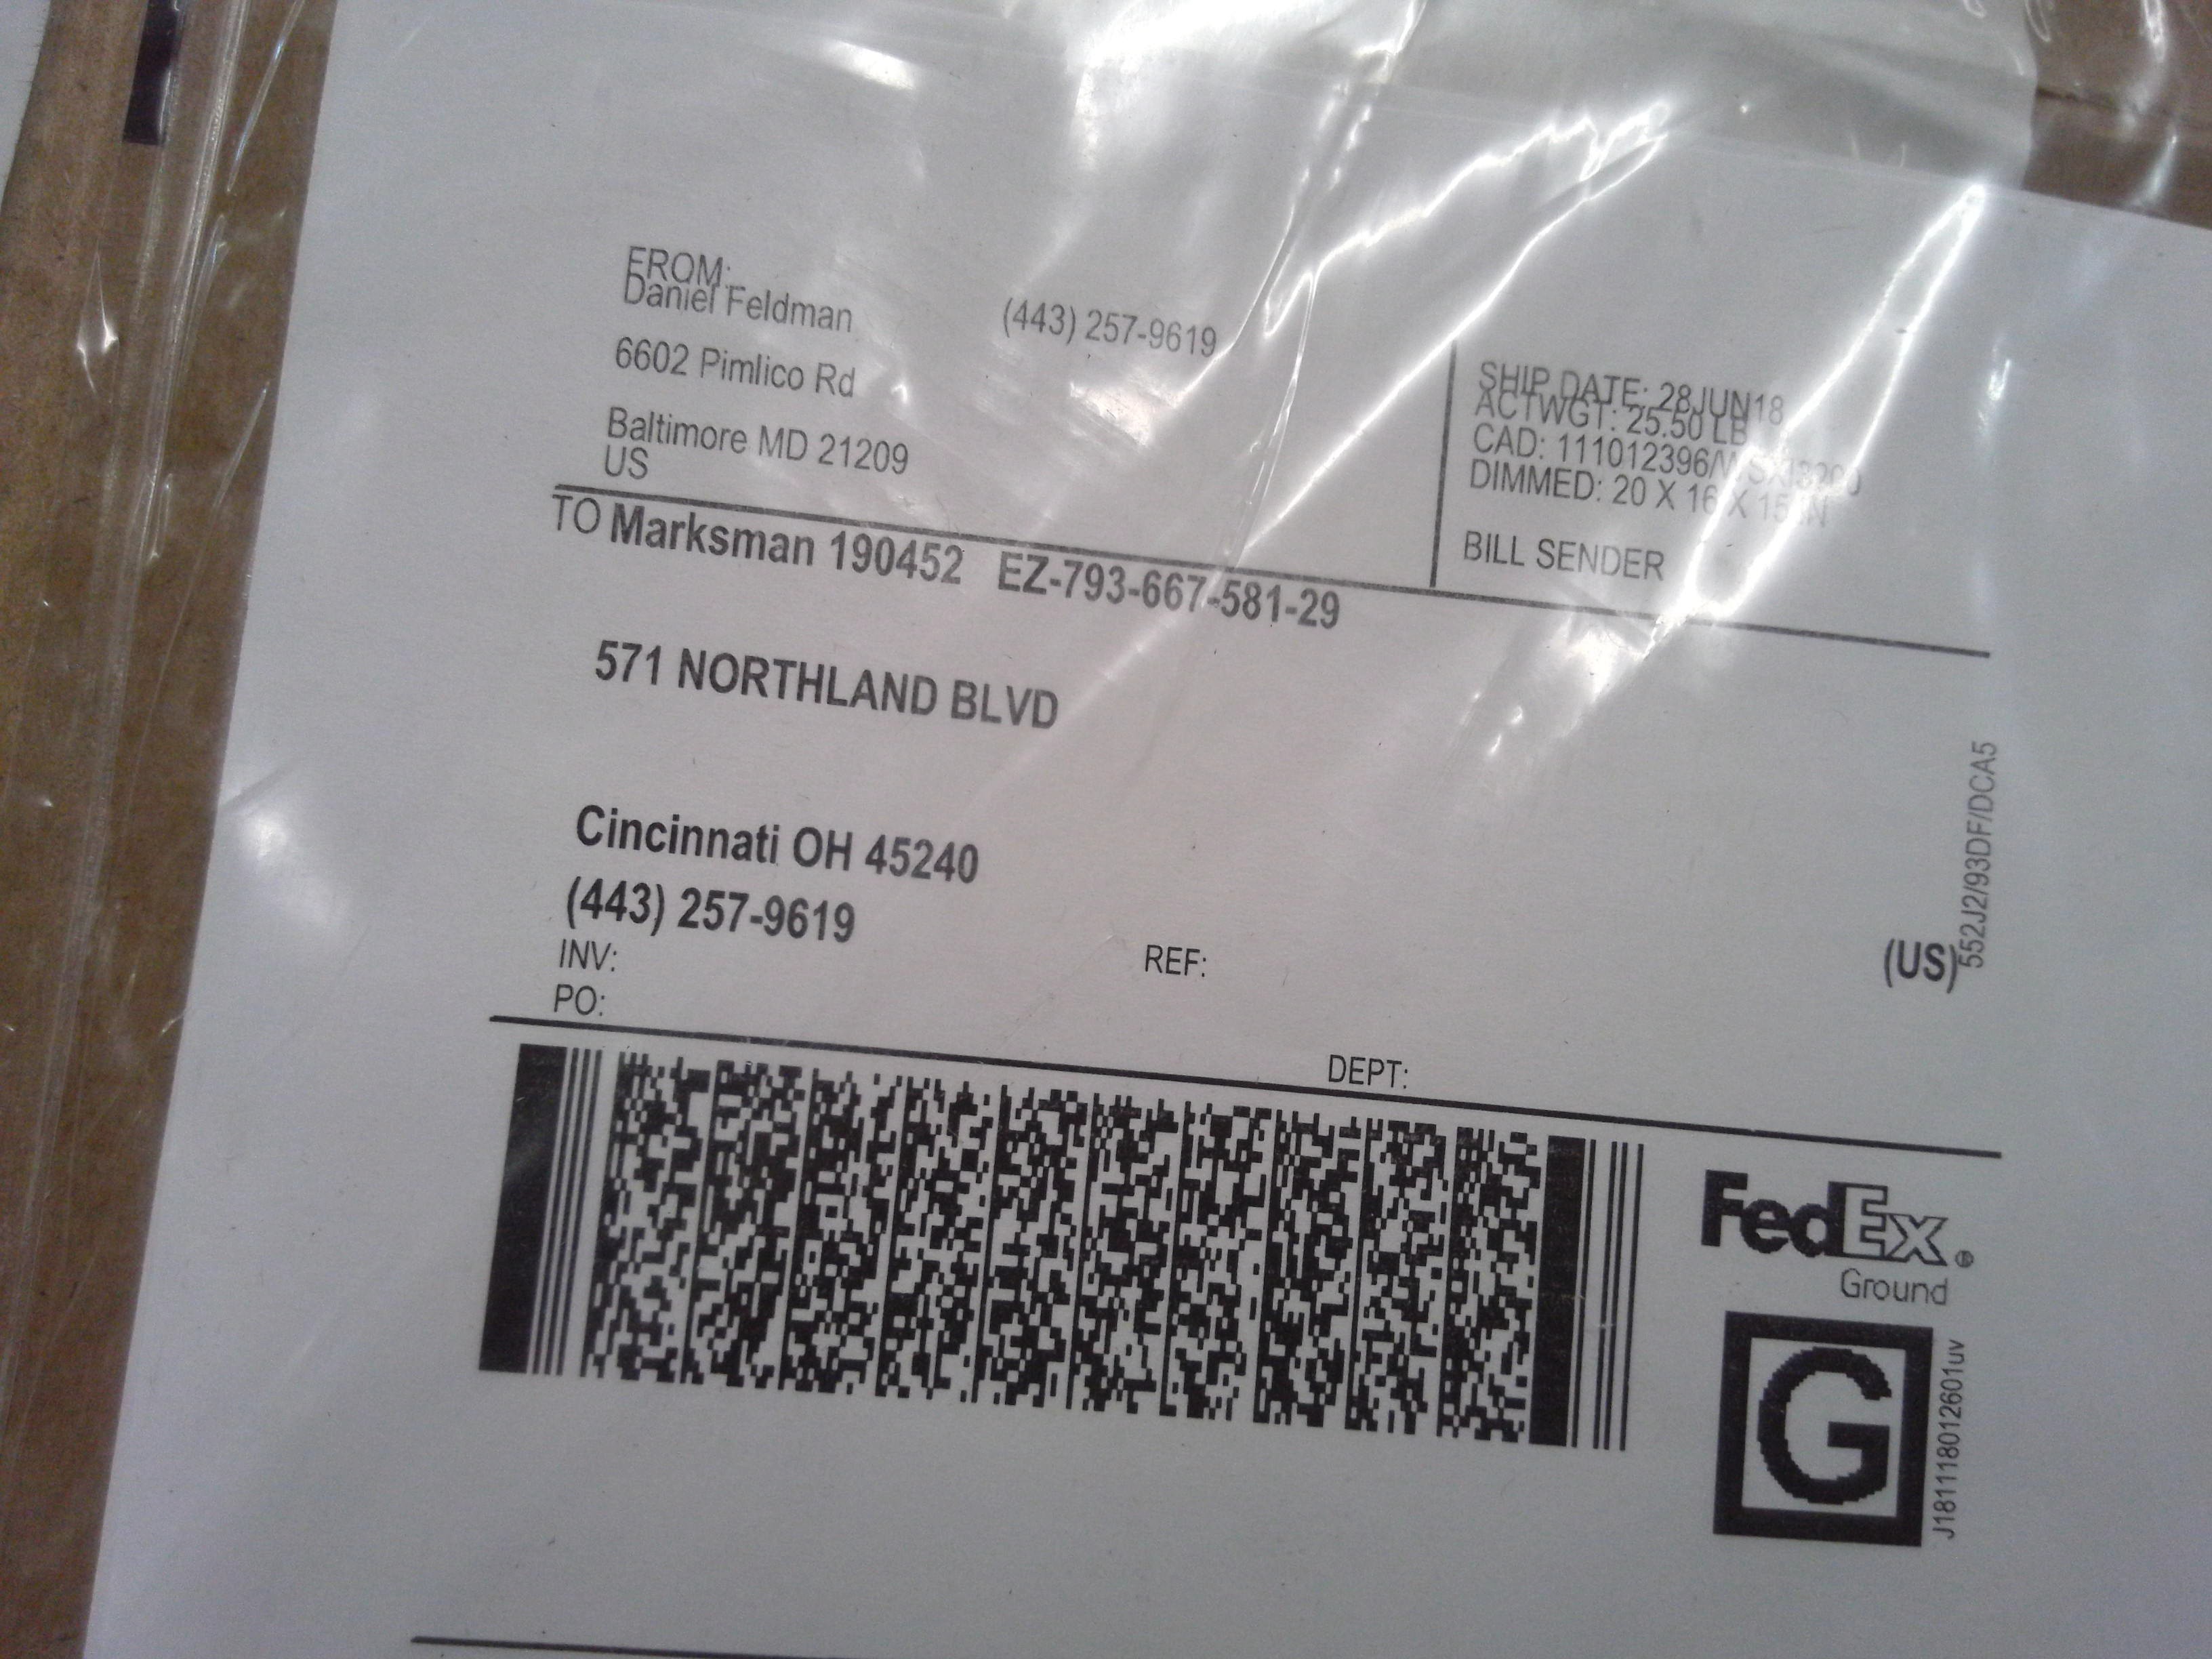 FROM:
Daniel Feldman (443) 257-9619
6602 Pimlico Rd
Baltimore MD 21209
US
SHIP DATE: 28JUN18
ACTWGT: 25.50 LB
CAD: 111012396/WSXI3200
DIMMED: 20 X 16 X 15 IN
BILL SENDER
TO Marksman 190452 EZ-793-667-581-29
571 NORTHLAND BLVD
Cincinnati OH 45240
(443) 257-9619
INV:
REF:
PO:
DEPT:
(US)
552J2/93DF/DCA5
FedEx®
Ground
G
J181118012601uv